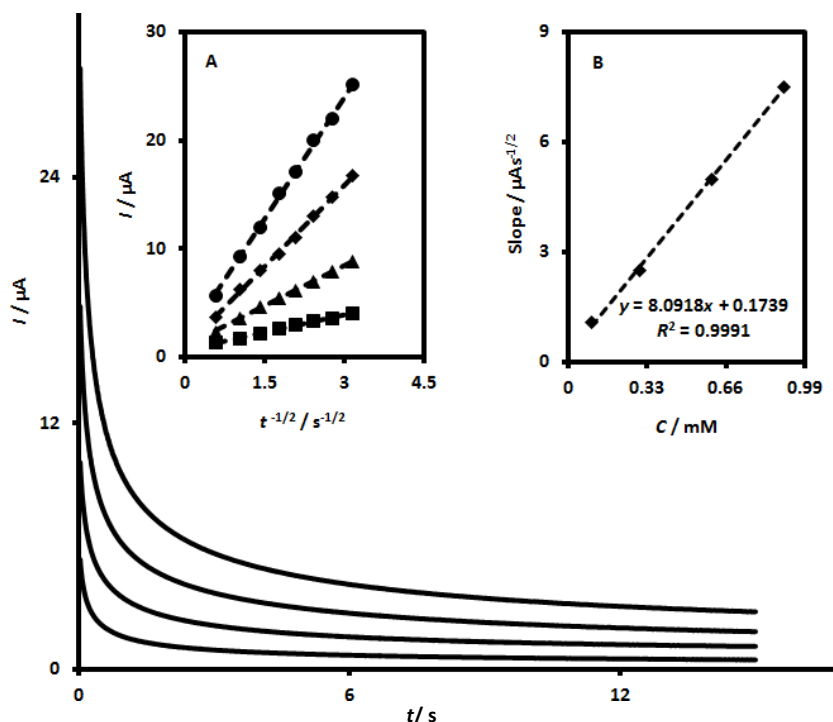 I / µA
24
12
0
0
6
12
t/ s
A
I / µA
30
20
10
0
0
1.5
3
4.5
t -1/2 / s-1/2
B
Slope / µAs-1/2
9
6
3
0
0
0.33
0.66
0.99
C / mM
y = 8.0918x + 0.1739
R2 = 0.9991